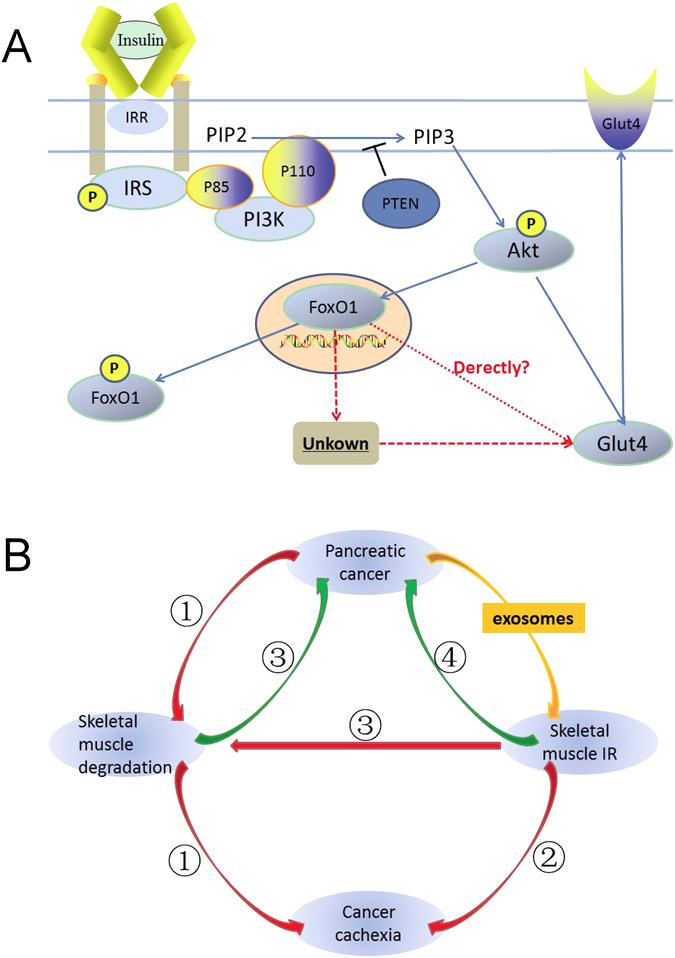 A
Insulin
IRR
Glut4
PIP2
PIP3
P
IRS
P85
P110
PI3K
PTEN
P
Akt
FoxO1
P
FoxO1
Derectly?
Unkown
Glut4
B
Pancreatic
cancer
①
exosomes
③
④
Skeletal
muscle
degradation
③
Skeletal
muscle IR
①
②
Cancer
cachexia